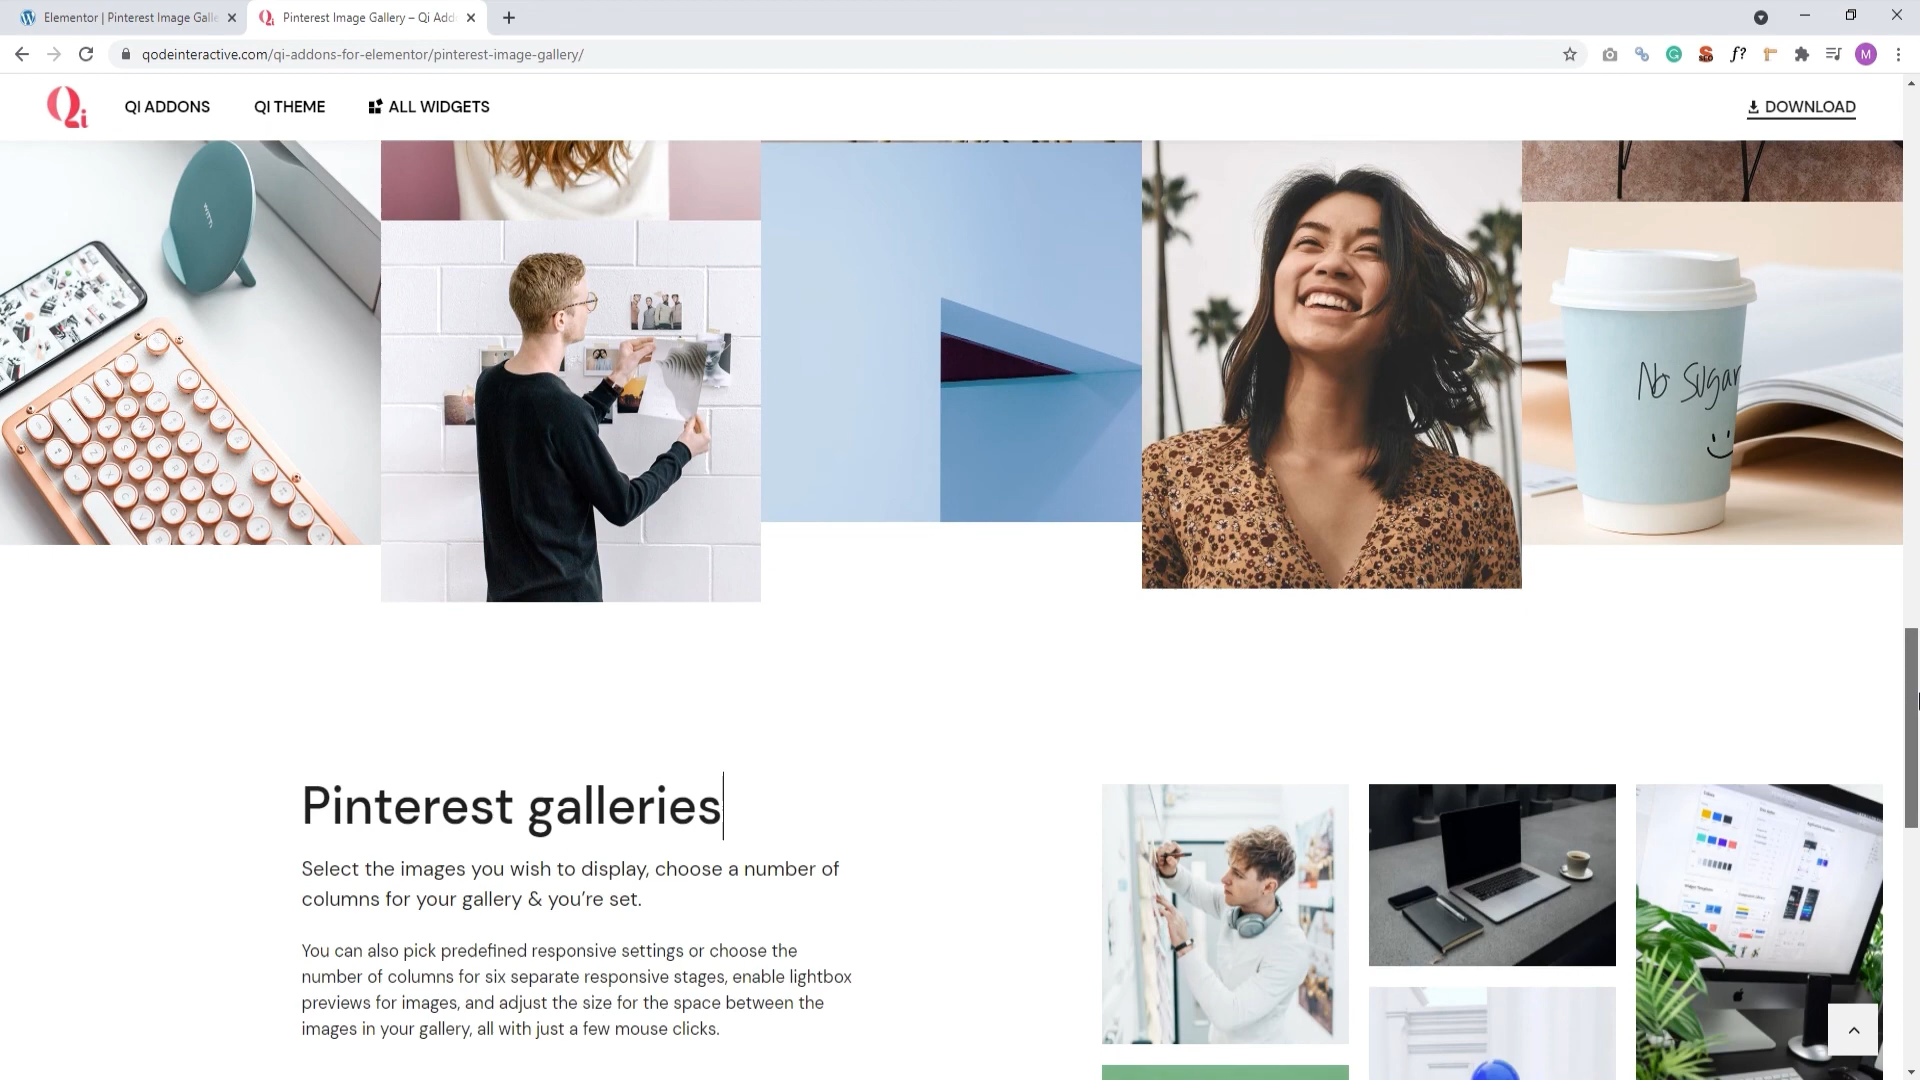 Elementor | Pinterest Image Galle
Pinterest Image Gallery – Qi Add
qodeinteractive.com/qi-addons-for-elementor/pinterest-image-gallery/
f?
M
Qi
QI ADDONS
QI THEME
ALL WIDGETS
DOWNLOAD
No Sugar
Pinterest galleries
Select the images you wish to display, choose a number of
columns for your gallery & you're set.
You can also pick predefined responsive settings or choose the
number of columns for six separate responsive stages, enable lightbox
previews for images, and adjust the size for the space between the
images in your gallery, all with just a few mouse clicks.